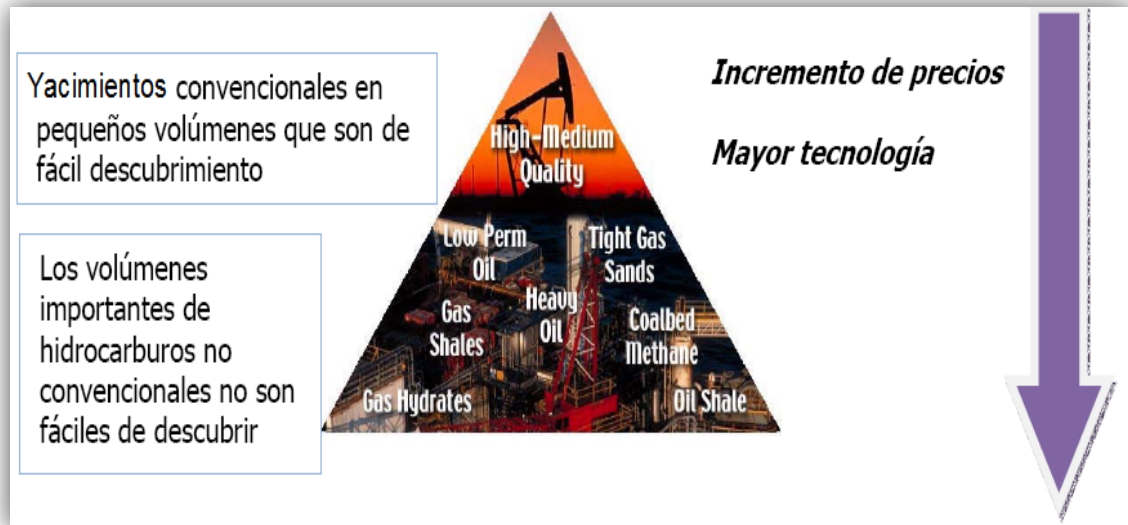 Yacimientos convencionales en
pequeños volúmenes que son de
fácil descubrimiento
Los volúmenes
importantes de
hidrocarburos no
convencionales no son
fáciles de descubrir
High-Medium
Quality
Low Perm
Oil
Tight Gas
Sands
Gas
Shales
Heavy
Oil
Coalbed
Methane
Gas Hydrates
Oil Shale
Incremento de precios
Mayor tecnología